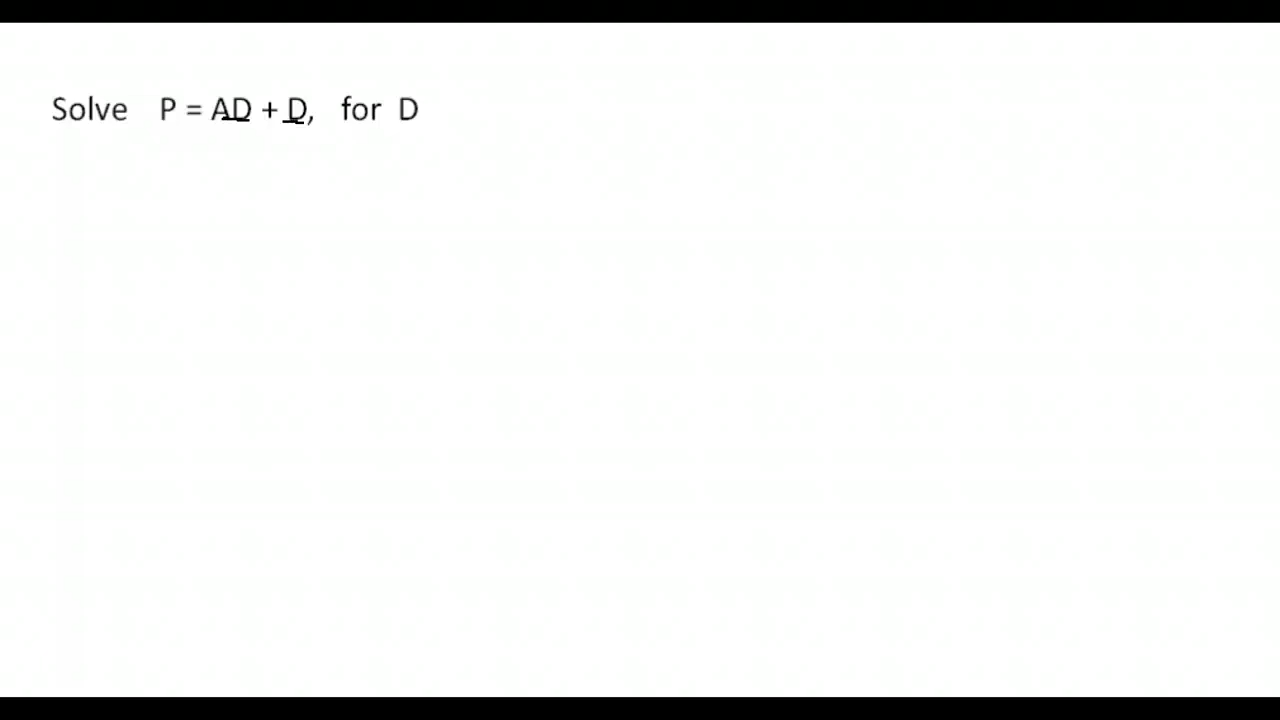 Solve P = AD + D, for D